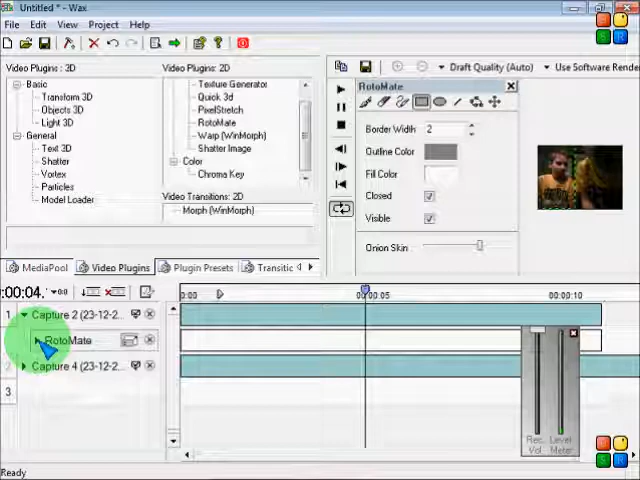 Untitled * - Wax
File Edit View Project Help
Video Plugins : 3D
Basic
Transform 3D
Objects 3D
Light 3D
General
Text 3D
Shatter
Vortex
Particles
Model Loader
Video Plugins: 2D
Texture Generator
Quick 3d
PixelStretch
RotoMate
Warp (WinMorph)
Shatter Image
Color
Chroma Key
Video Transitions: 2D
Morph (WinMorph)
Draft Quality (Auto)
Use Software Render
RotoMate
Border Width 2
Outline Color
Fill Color
Closed
Visible
Onion Skin
MediaPool Video Plugins Plugin Presets Transitic
0:00:04.
0:00 00:00:05 00:00:10
1 Capture 2 (23-12-2...
RotoMate
2 Capture 4 (23-12-2...
3
Rec. Vol
Level Meter
Ready
S R
S R